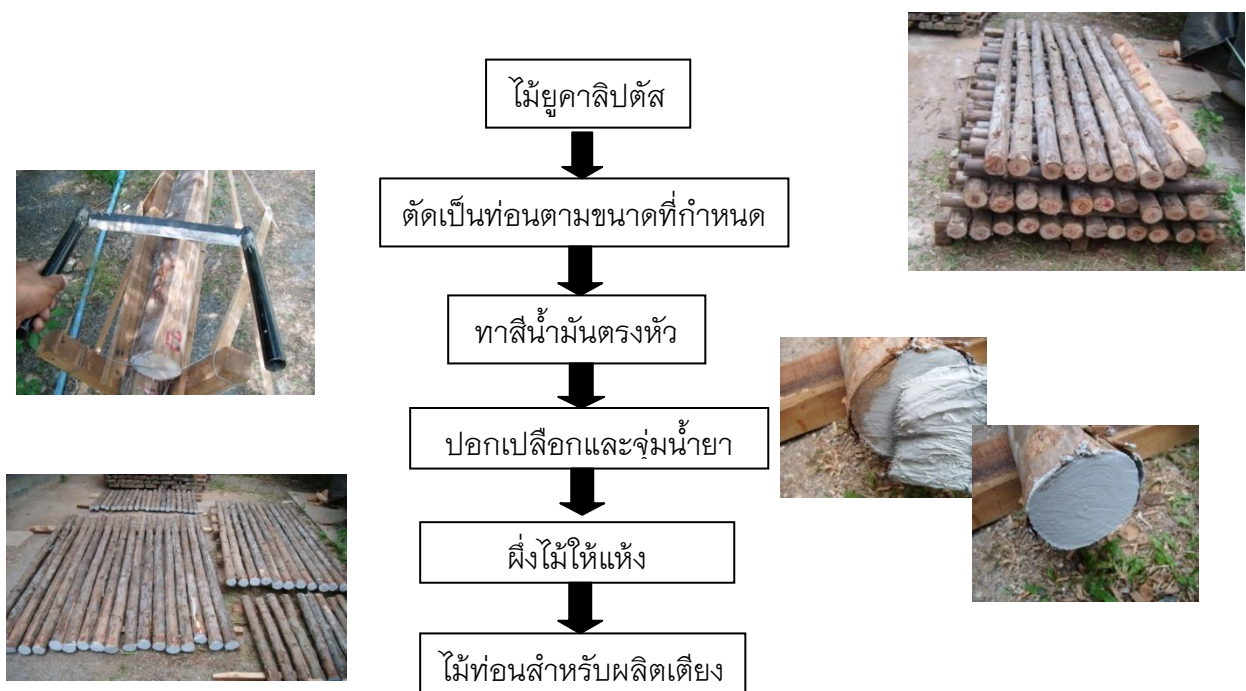 ไม้ยูคาลิปตัส
ตัดเป็นท่อนตามขนาดที่กำหนด
ทาสีน้ำมันตรงหัว
ปอกเปลือกและจุ่มน้ำยา
ผึ่งไม้ให้แห้ง
ไม้ท่อนสำหรับผลิตเตียง